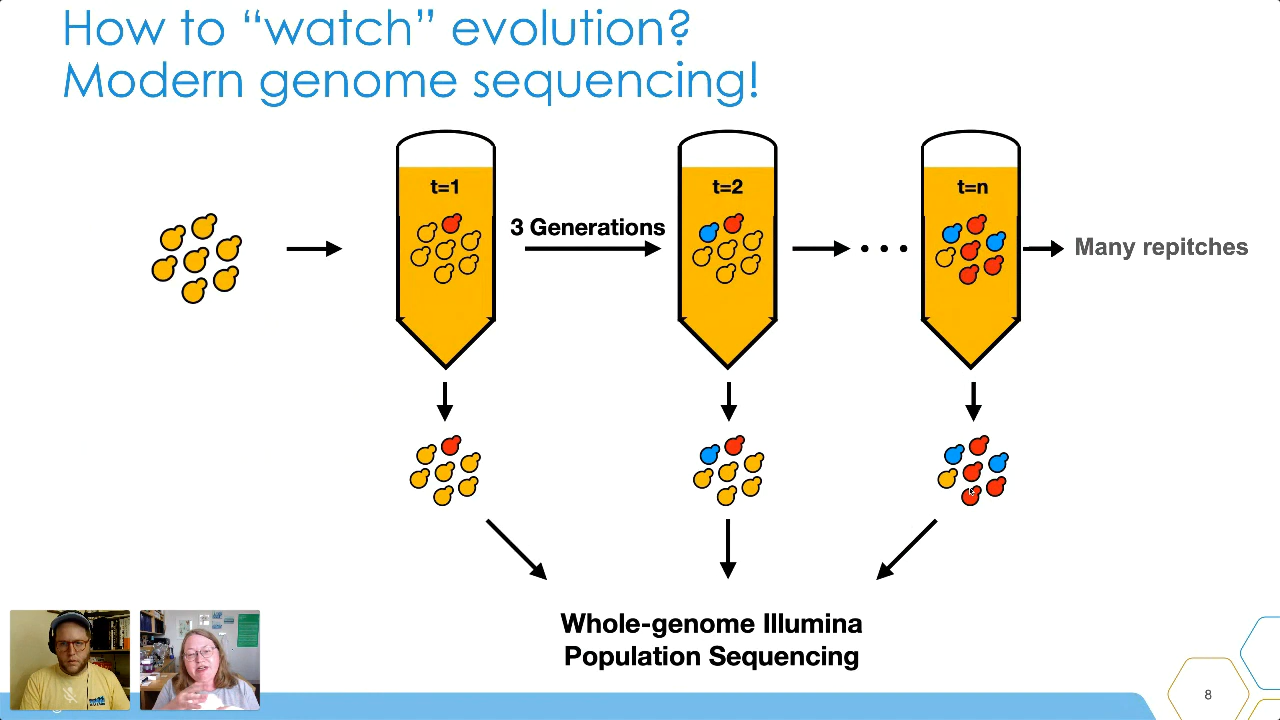 How to “watch” evolution?
Modern genome sequencing!
t=1
3 Generations
t=2
t=n
Many repitches
Whole-genome Illumina
Population Sequencing
8